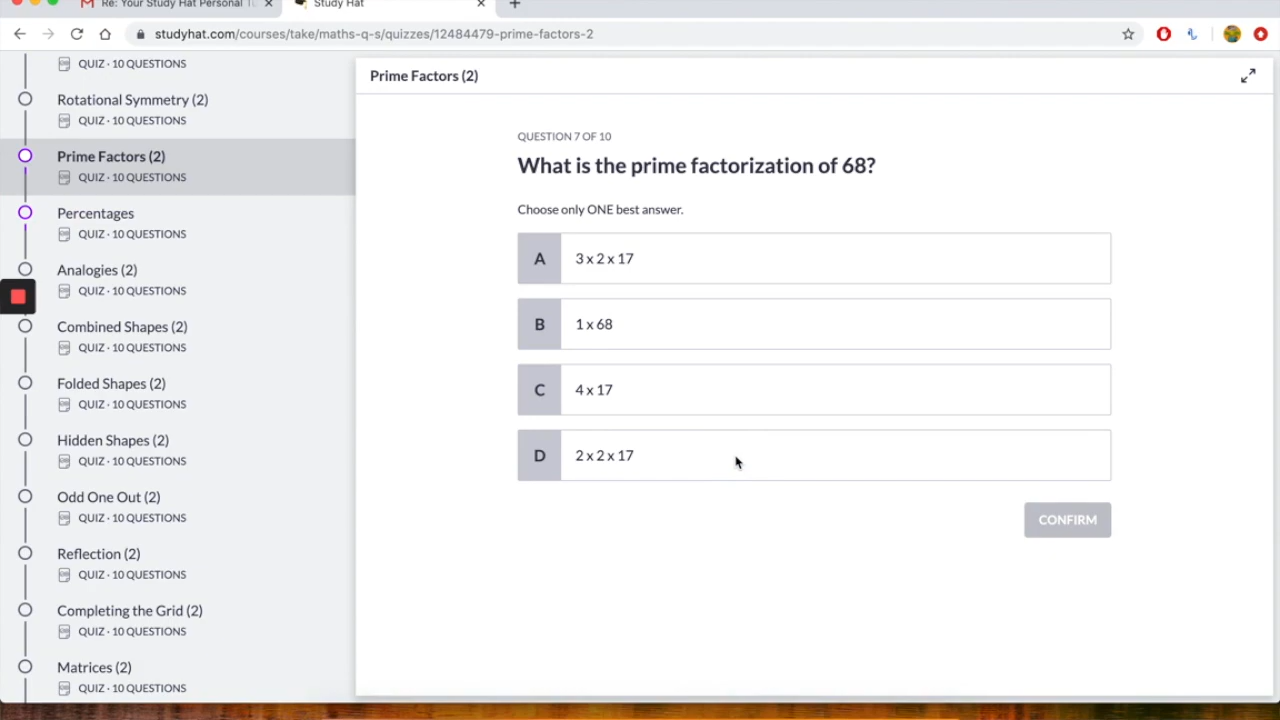 Re: Your Study Hat Personal
Study Hat
studyhat.com/courses/take/maths-q-s/quizzes/12484479-prime-factors-2
QUIZ · 10 QUESTIONS
Rotational Symmetry (2)
QUIZ · 10 QUESTIONS
Prime Factors (2)
QUIZ · 10 QUESTIONS
Percentages
QUIZ · 10 QUESTIONS
Analogies (2)
QUIZ · 10 QUESTIONS
Combined Shapes (2)
QUIZ · 10 QUESTIONS
Folded Shapes (2)
QUIZ · 10 QUESTIONS
Hidden Shapes (2)
QUIZ · 10 QUESTIONS
Odd One Out (2)
QUIZ · 10 QUESTIONS
Reflection (2)
QUIZ · 10 QUESTIONS
Completing the Grid (2)
QUIZ · 10 QUESTIONS
Matrices (2)
QUIZ · 10 QUESTIONS
Prime Factors (2)
QUESTION 7 OF 10
What is the prime factorization of 68?
Choose only ONE best answer.
A 3 x 2 x 17
B 1 x 68
C 4 x 17
D 2 x 2 x 17
CONFIRM